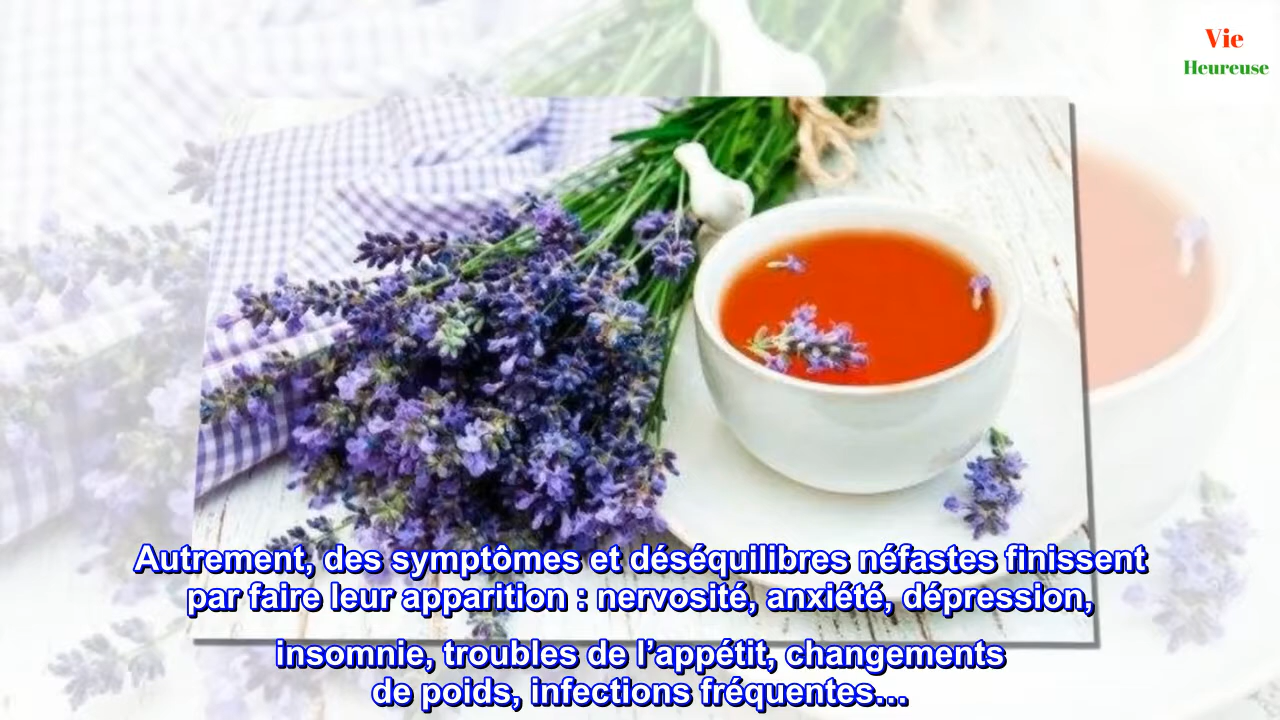 Vie
Heureuse
Autrement, des symptômes et déséquilibres néfastes finissent
par faire leur apparition : nervosité, anxiété, dépression,
insomnie, troubles de l’appétit, changements
de poids, infections fréquentes...